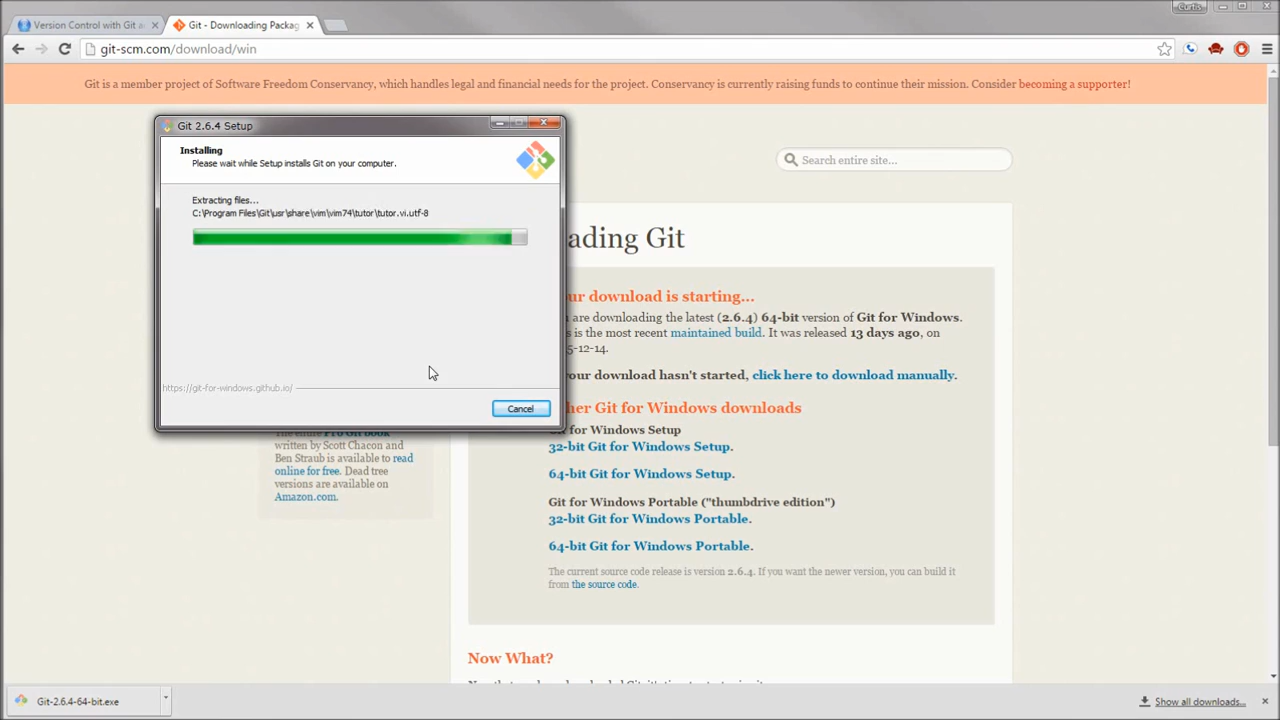 Curtis
Version Control with Git a
Git - Downloading Packag
git-scm.com/download/win
Git is a member project of Software Freedom Conservancy, which handles legal and financial needs for the project. Conservancy is currently raising funds to continue their mission. Consider becoming a supporter!
Git 2.6.4 Setup
Installing
Please wait while Setup installs Git on your computer.
Extracting files...
C:\Program Files\Git\usr\share\vim\vim74\tutor\tutor.vi.utf-8
https://git-for-windows.github.io/
Cancel
Search entire site...
ading Git
ur download is starting...
are downloading the latest (2.6.4) 64-bit version of Git for Windows.
is the most recent maintained build. It was released 13 days ago, on
5-12-14.
your download hasn't started, click here to download manually.
her Git for Windows downloads
Git for Windows Setup
32-bit Git for Windows Setup.
64-bit Git for Windows Setup.
Git for Windows Portable ("thumbdrive edition")
32-bit Git for Windows Portable.
64-bit Git for Windows Portable.
The current source code release is version 2.6.4. If you want the newer version, you can build it
from the source code.
The entire Pro Git book
written by Scott Chacon and
Ben Straub is available to read
online for free. Dead tree
versions are available on
Amazon.com.
Now What?
Git-2.6.4-64-bit.exe
Show all downloads...